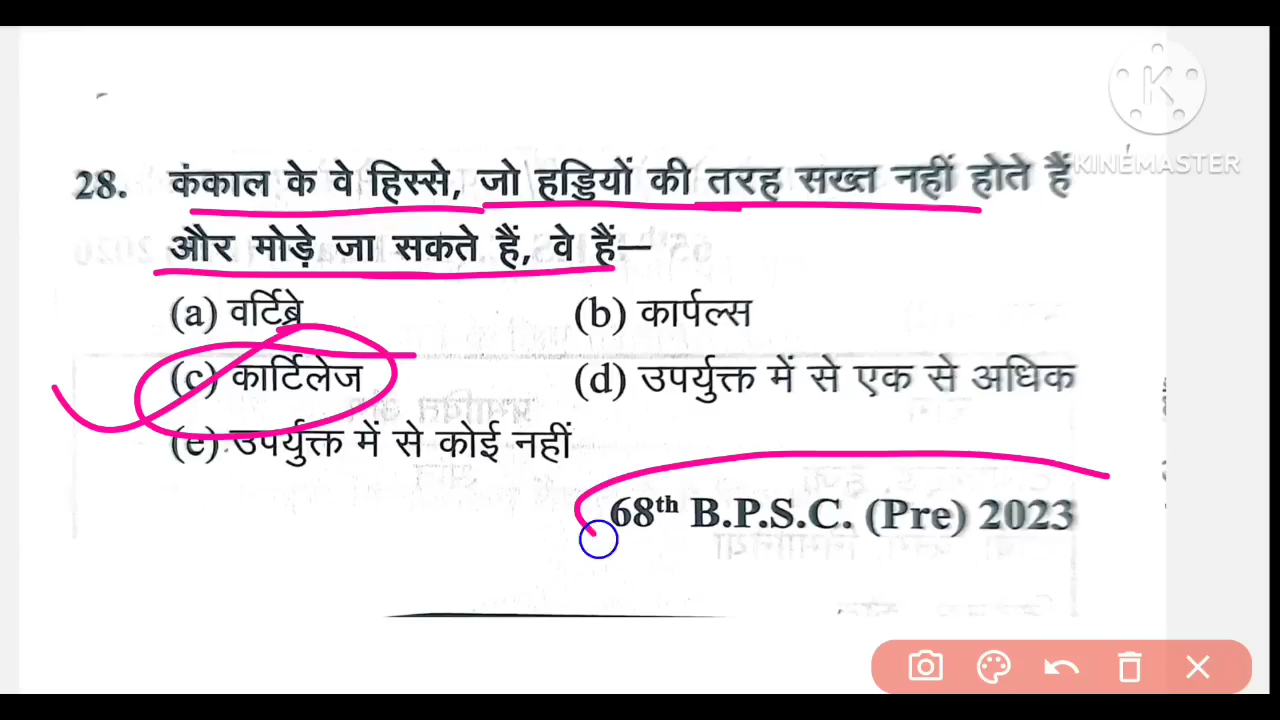 KINEMASTER
28. कंकाल के वे हिस्से, जो हड्डियों की तरह सख्त नहीं होते हैं
और मोड़े जा सकते हैं, वे हैं—
(a) वर्टिब्रे (b) कार्पल्स
(c) कार्टिलेज (d) उपर्युक्त में से एक से अधिक
(e) उपर्युक्त में से कोई नहीं
68th B.P.S.C. (Pre) 2023